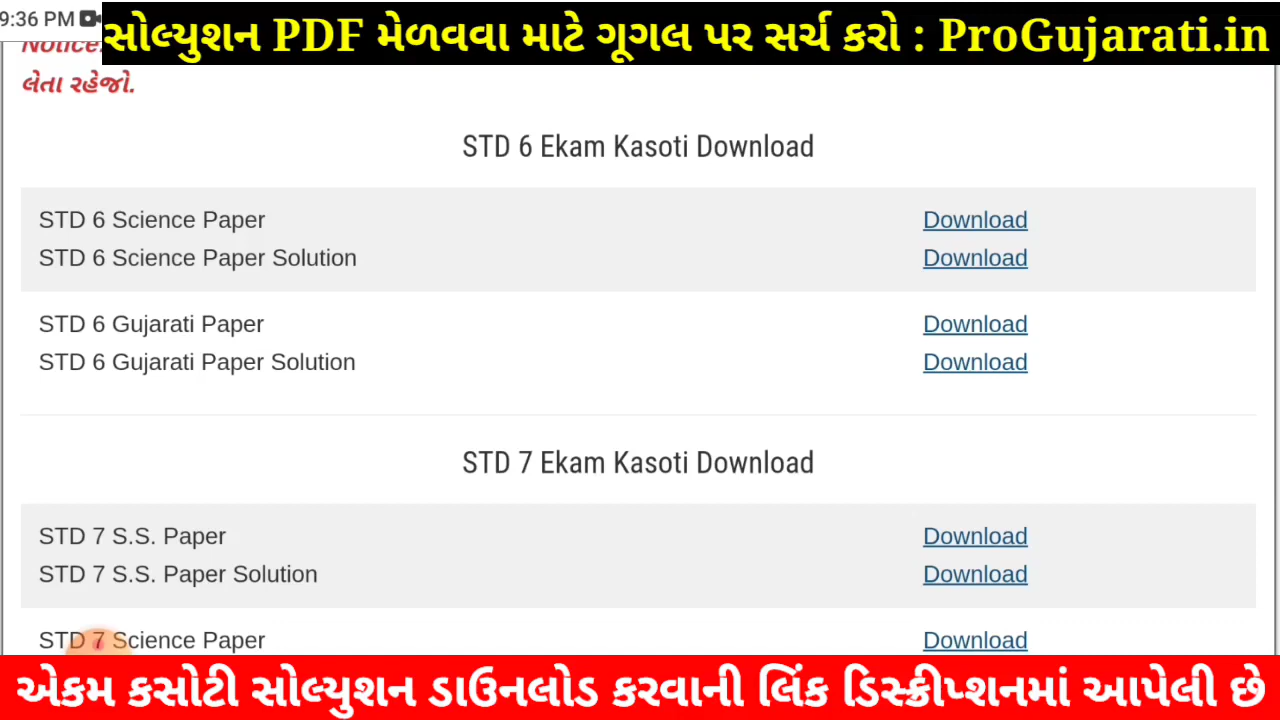 9:36 PM
સોલ્યુશન PDF મેળવવા માટે ગૂગલ પર સર્ચ કરો : ProGujarati.in
Notice:
લેતા રહેજો.
STD 6 Ekam Kasoti Download
STD 6 Science Paper Download
STD 6 Science Paper Solution Download
STD 6 Gujarati Paper Download
STD 6 Gujarati Paper Solution Download
STD 7 Ekam Kasoti Download
STD 7 S.S. Paper Download
STD 7 S.S. Paper Solution Download
STD 7 Science Paper Download
એકમ કસોટી સોલ્યુશન ડાઉનલોડ કરવાની લિંક ડિસ્ક્રીપ્શનમાં આપેલી છે